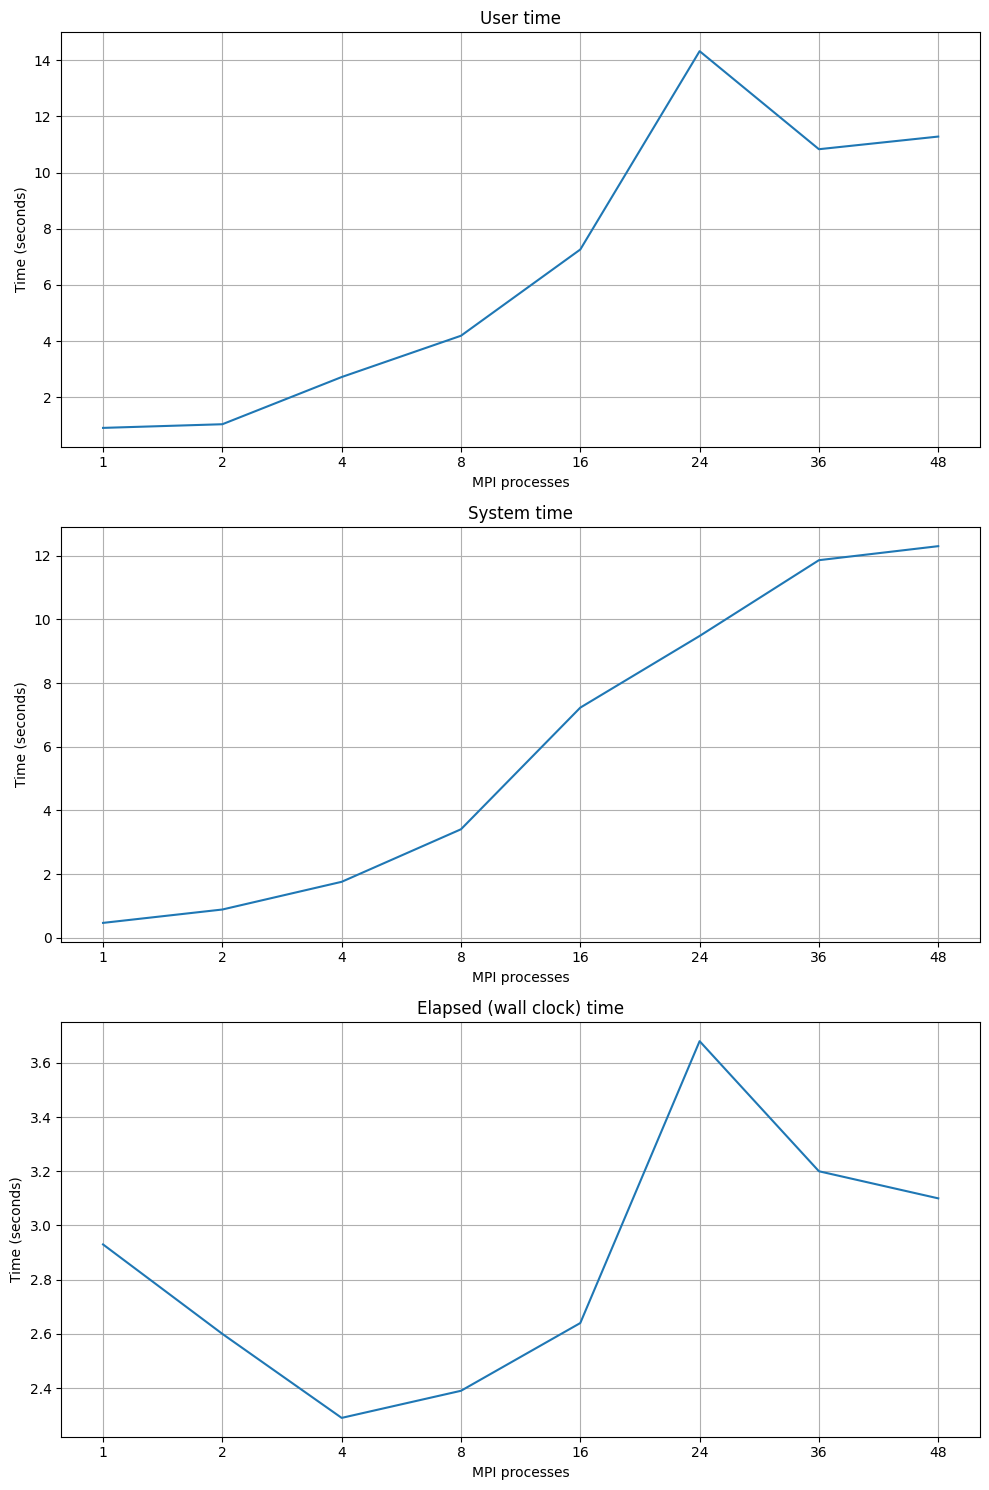 User time
14
12
10
8
6
4
2
Time (seconds)
1 2 4 8 16 24 36 48
MPI processes
System time
12
10
8
6
4
2
0
Time (seconds)
1 2 4 8 16 24 36 48
MPI processes
Elapsed (wall clock) time
3.6
3.4
3.2
3.0
2.8
2.6
2.4
Time (seconds)
1 2 4 8 16 24 36 48
MPI processes